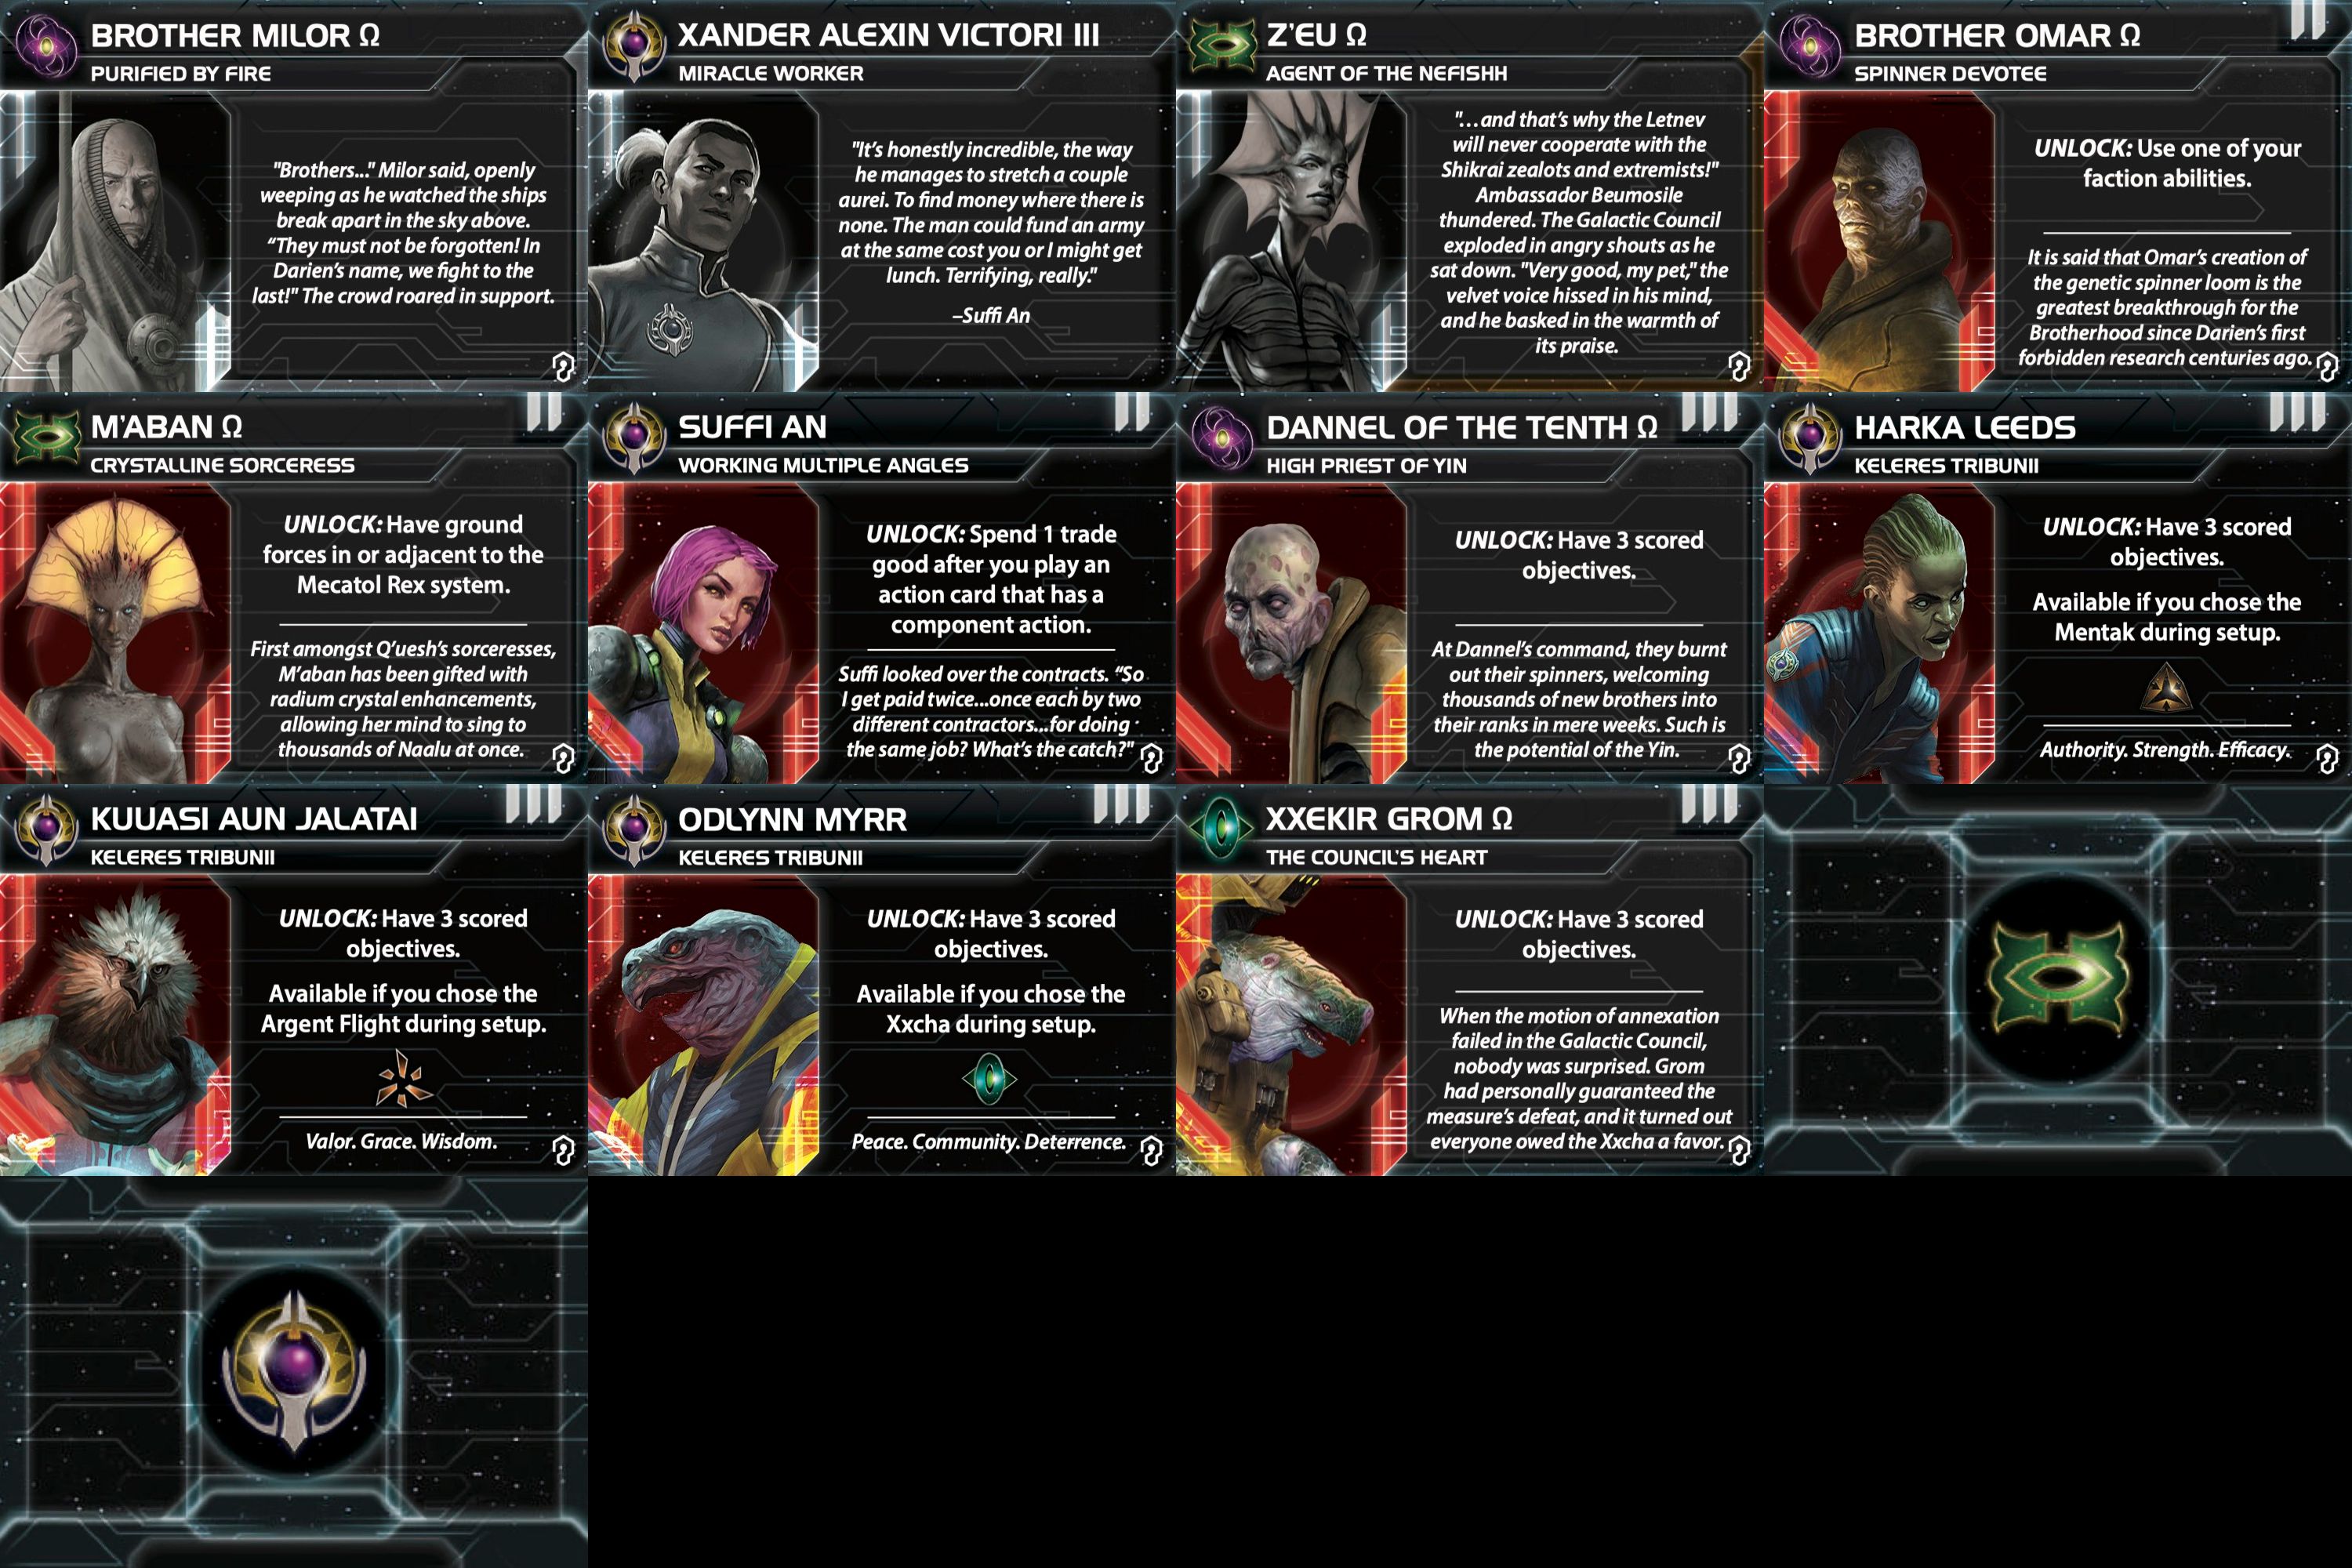 BROTHER MILOR Ω
PURIFIED BY FIRE
"Brothers..." Milor said, openly
weeping as he watched the ships
break apart in the sky above.
“They must not be forgotten! In
Darien’s name, we fight to the
last!" The crowd roared in support.
XANDER ALEXIN VICTORI III
MIRACLE WORKER
"It’s honestly incredible, the way
he manages to stretch a couple
aurei. To find money where there is
none. The man could fund an army
at the same cost you or I might get
lunch. Terrifying, really."
–Suffi An
Z’EU Ω
AGENT OF THE NEFISHH
"…and that’s why the Letnev
will never cooperate with the
Shikrai zealots and extremists!"
Ambassador Beumosile
thundered. The Galactic Council
exploded in angry shouts as he
sat down. "Very good, my pet," the
velvet voice hissed in his mind,
and he basked in the warmth of
its praise.
BROTHER OMAR Ω
SPINNER DEVOTEE
UNLOCK: Use one of your
faction abilities.
It is said that Omar’s creation of
the genetic spinner loom is the
greatest breakthrough for the
Brotherhood since Darien’s first
forbidden research centuries ago.
M’ABAN Ω
CRYSTALLINE SORCERESS
UNLOCK: Have ground
forces in or adjacent to the
Mecatol Rex system.
First amongst Q’uesh’s sorceresses,
M’aban has been gifted with
radium crystal enhancements,
allowing her mind to sing to
thousands of Naalu at once.
SUFFI AN
WORKING MULTIPLE ANGLES
UNLOCK: Spend 1 trade
good after you play an
action card that has a
component action.
Suffi looked over the contracts. “So
I get paid twice...once each by two
different contractors...for doing
the same job? What’s the catch?"
DANNEL OF THE TENTH Ω
HIGH PRIEST OF YIN
UNLOCK: Have 3 scored
objectives.
At Dannel’s command, they burnt
out their spinners, welcoming
thousands of new brothers into
their ranks in mere weeks. Such is
the potential of the Yin.
HARKA LEEDS
KELERES TRIBUNII
UNLOCK: Have 3 scored
objectives.
Available if you chose the
Mentak during setup.
Authority. Strength. Efficacy.
KUUASI AUN JALATAI
KELERES TRIBUNII
UNLOCK: Have 3 scored
objectives.
Available if you chose the
Argent Flight during setup.
Valor. Grace. Wisdom.
ODLYNN MYRR
KELERES TRIBUNII
UNLOCK: Have 3 scored
objectives.
Available if you chose the
Xxcha during setup.
Peace. Community. Deterrence.
XXEKIR GROM Ω
THE COUNCIL’S HEART
UNLOCK: Have 3 scored
objectives.
When the motion of annexation
failed in the Galactic Council,
nobody was surprised. Grom
had personally guaranteed the
measure’s defeat, and it turned out
everyone owed the Xxcha a favor.